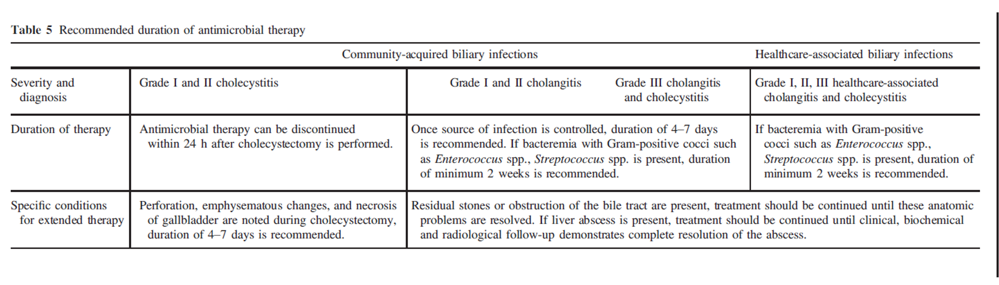 Table 5 Recommended duration of antimicrobial therapy
Community-acquired biliary infections
Healthcare-associated biliary infections
Severity and
diagnosis
Grade I and II cholecystitis
Grade I and II cholangitis
Grade III cholangitis
and cholecystitis
Grade I, II, III healthcare-associated
cholangitis and cholecystitis
Duration of therapy
Antimicrobial therapy can be discontinued
within 24 h after cholecystectomy is performed.
Once source of infection is controlled, duration of 4–7 days
is recommended. If bacteremia with Gram-positive cocci such
as Enterococcus spp., Streptococcus spp. is present, duration
of minimum 2 weeks is recommended.
If bacteremia with Gram-positive
cocci such as Enterococcus spp.,
Streptococcus spp. is present, duration of
minimum 2 weeks is recommended.
Specific conditions
for extended therapy
Perforation, emphysematous changes, and necrosis
of gallbladder are noted during cholecystectomy,
duration of 4–7 days is recommended.
Residual stones or obstruction of the bile tract are present, treatment should be continued until these anatomic
problems are resolved. If liver abscess is present, treatment should be continued until clinical, biochemical
and radiological follow-up demonstrates complete resolution of the abscess.